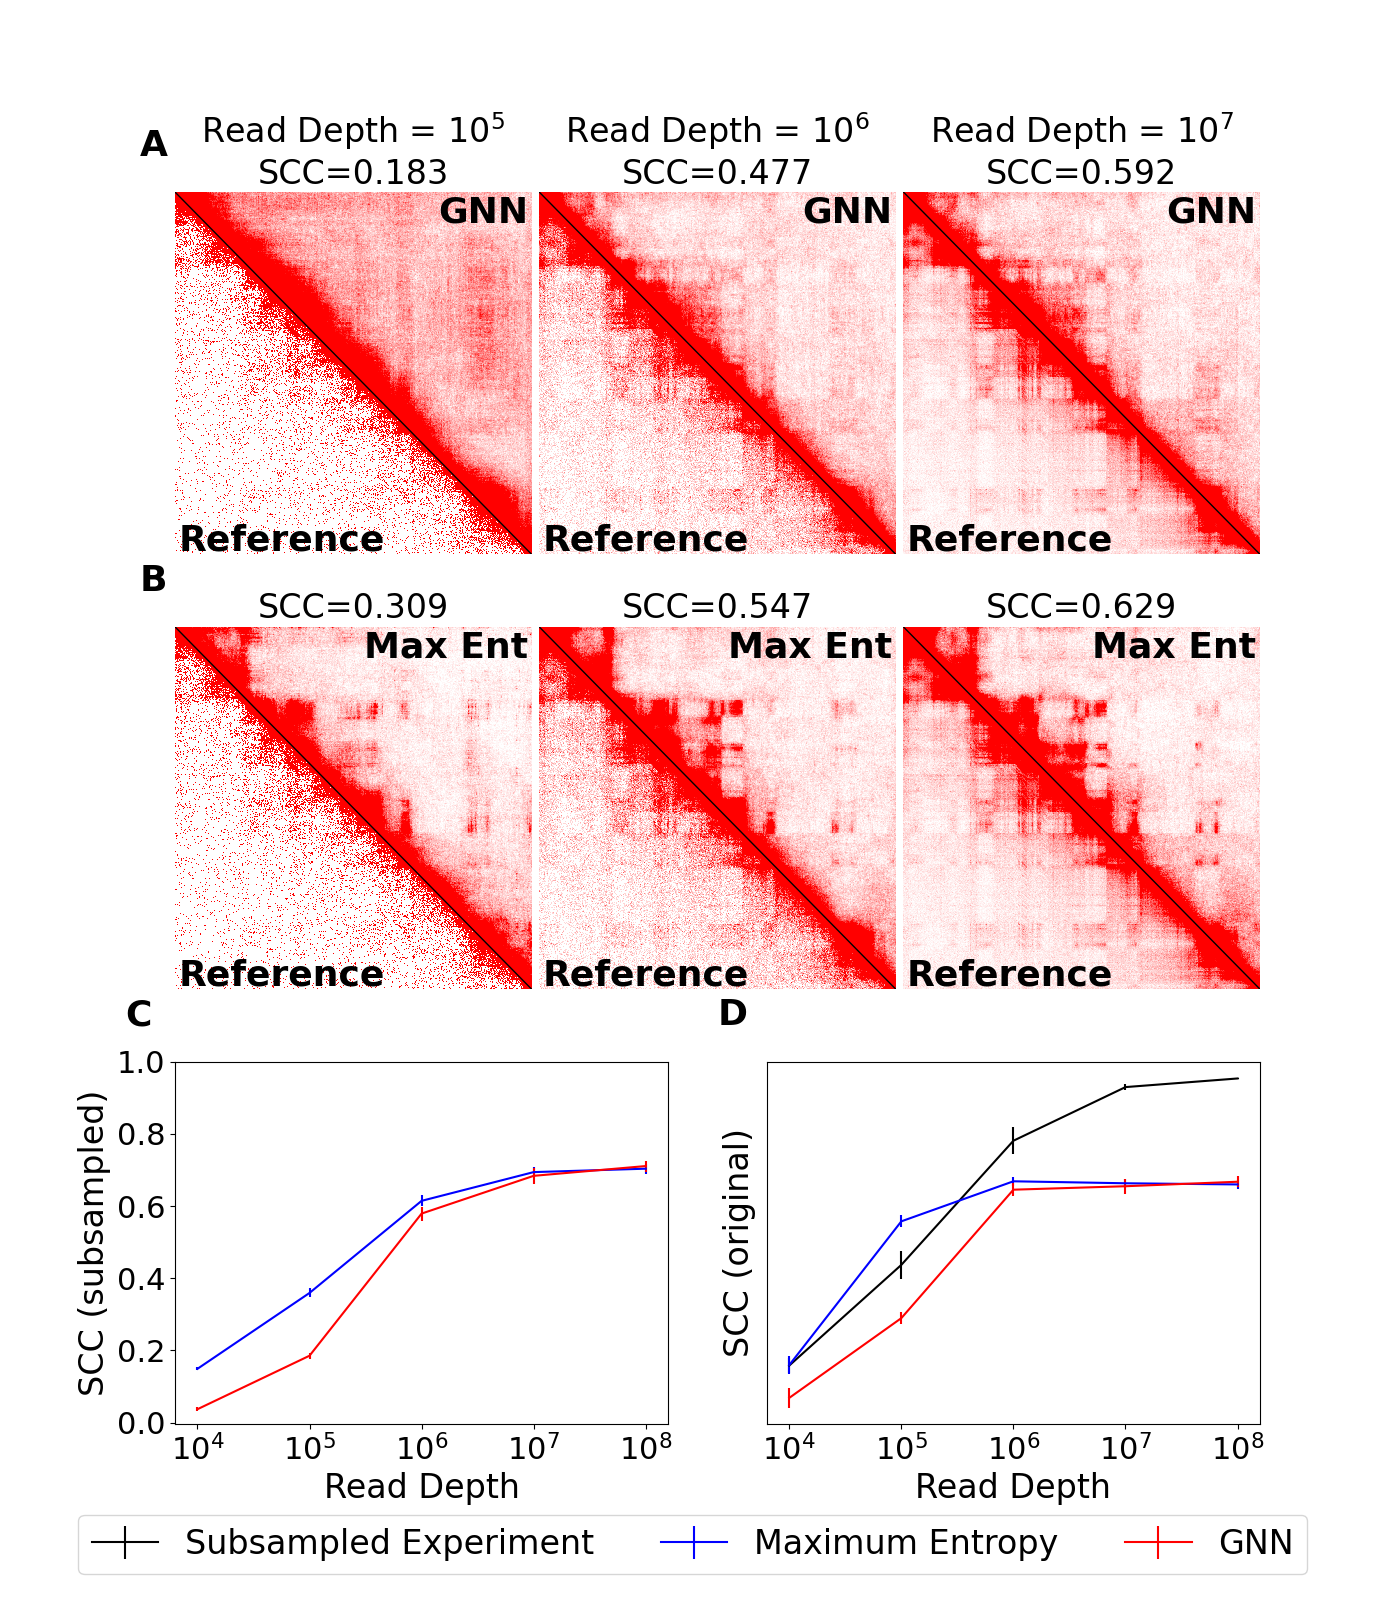 A
Read Depth = 10^5
SCC=0.183
Read Depth = 10^6
SCC=0.477
Read Depth = 10^7
SCC=0.592
GNN
GNN
GNN
Reference
Reference
Reference
B
SCC=0.309
SCC=0.547
SCC=0.629
Max Ent
Max Ent
Max Ent
Reference
Reference
Reference
C
SCC (subsampled)
1.0
0.8
0.6
0.4
0.2
0.0
10^4
10^5
10^6
10^7
10^8
Read Depth
D
SCC (original)
10^4
10^5
10^6
10^7
10^8
Read Depth
Subsampled Experiment
Maximum Entropy
GNN